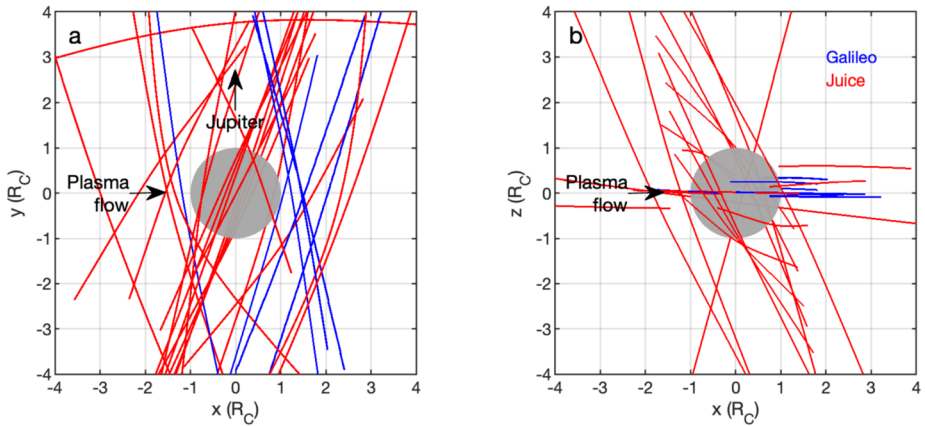 a
Jupiter
Plasma
flow
4
3
2
1
0
-1
-2
-3
-4
y (R_C)
-4 -3 -2 -1 0 1 2 3 4
x (R_C)
b
Galileo
Juice
Plasma
flow
4
3
2
1
0
-1
-2
-3
-4
z (R_C)
-4 -3 -2 -1 0 1 2 3 4
x (R_C)